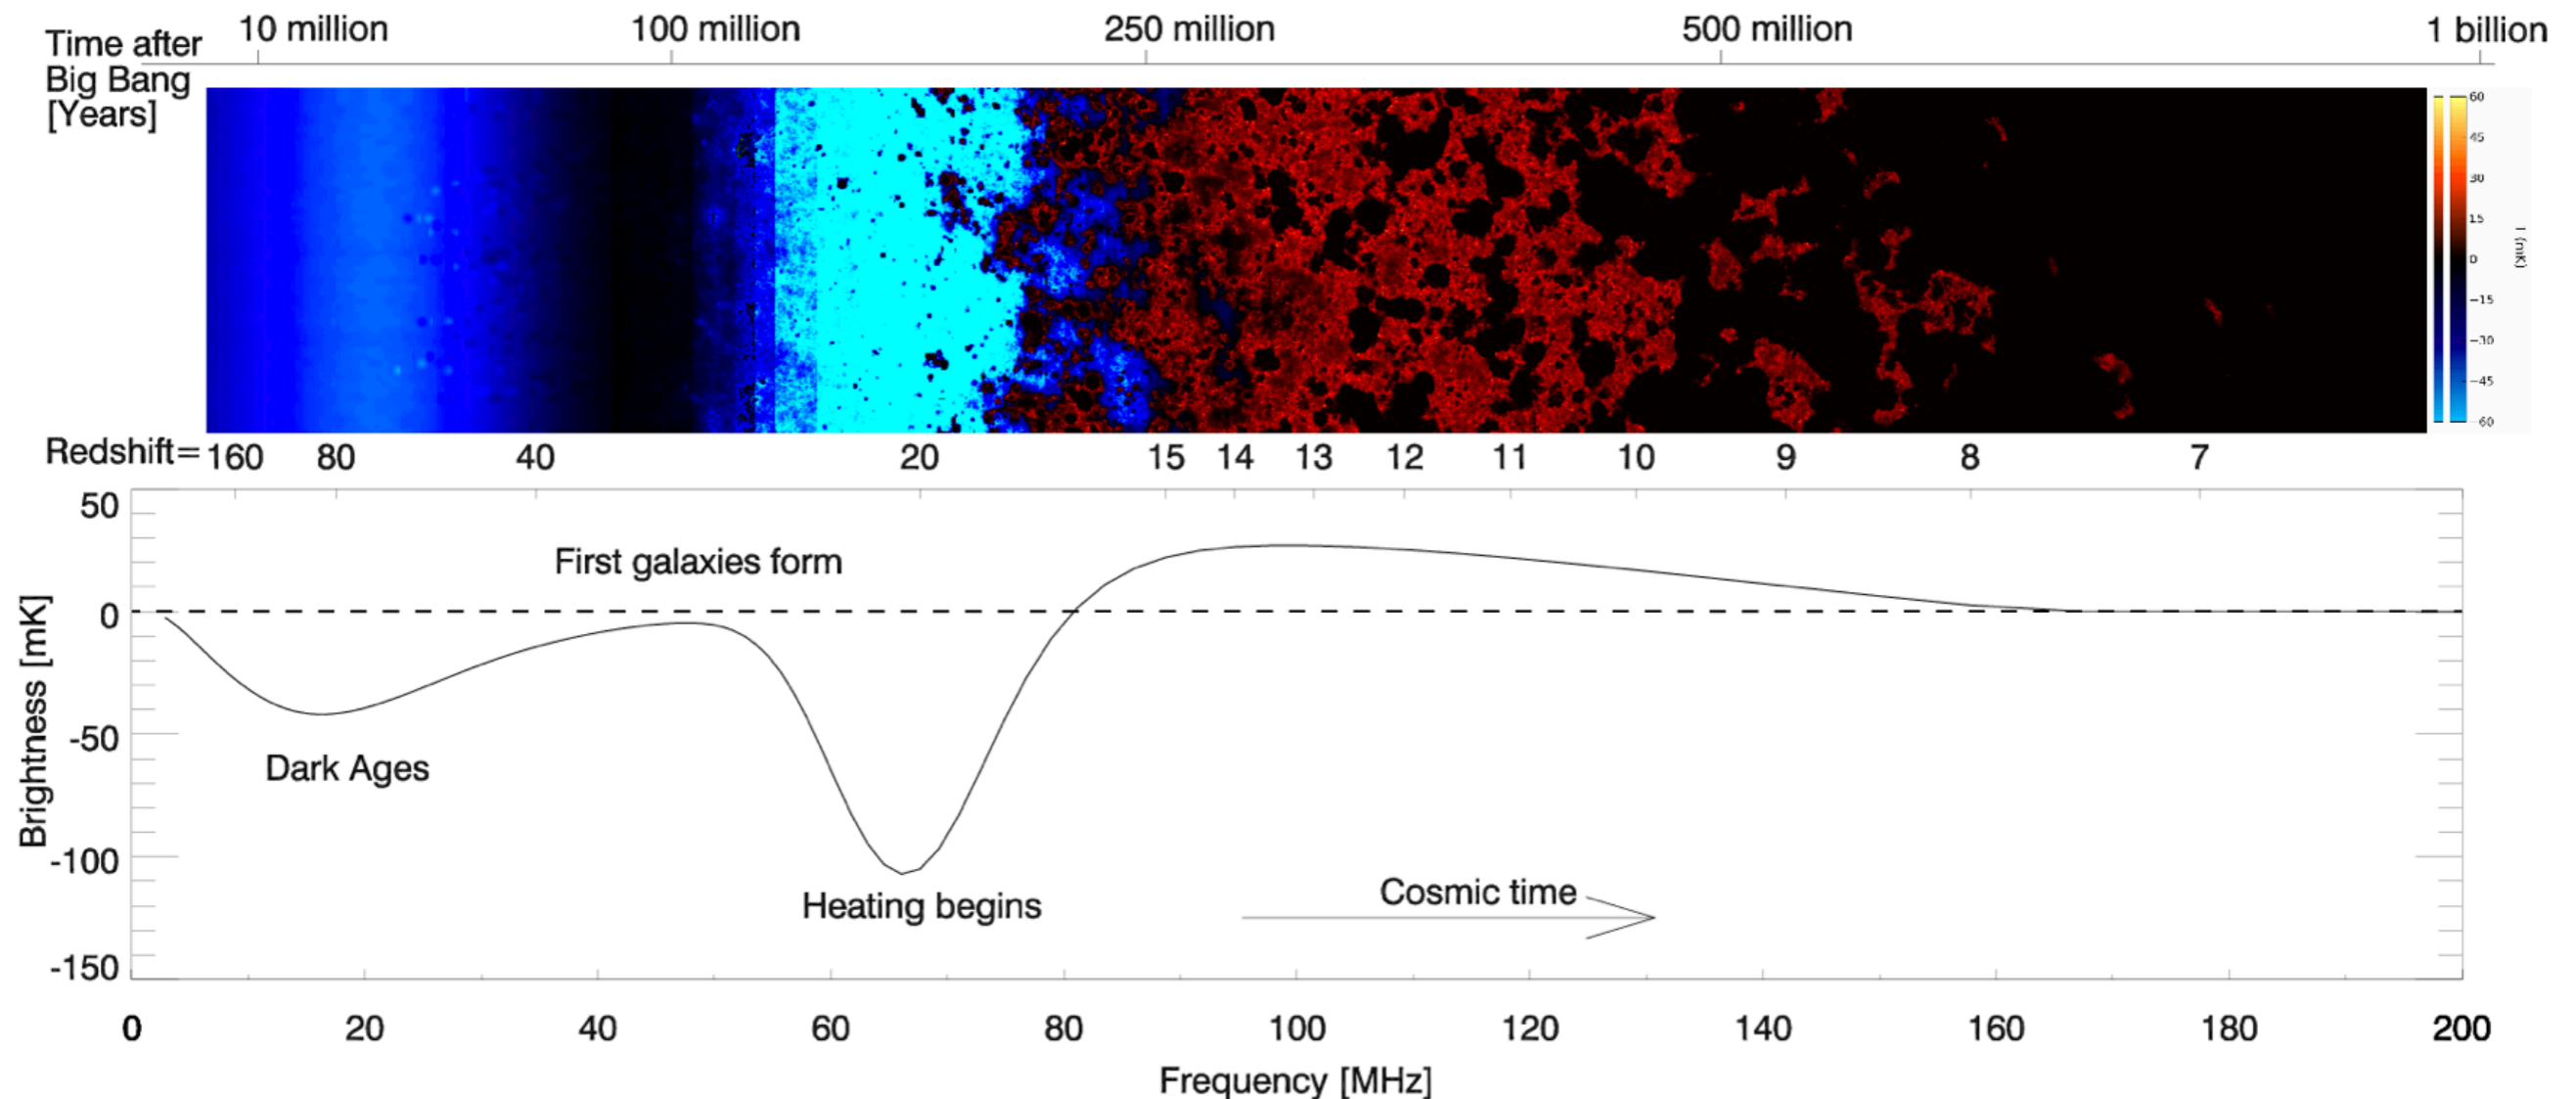 10 million 100 million 250 million 500 million 1 billion
Time after
Big Bang
[Years]
60
45
30
15
0
−15
−30
−45
−60
T (mK)
Redshift= 160 80 40 20 15 14 13 12 11 10 9 8 7
50
0
-50
-100
-150
Brightness [mK]
First galaxies form
Dark Ages
Heating begins
Cosmic time
0 20 40 60 80 100 120 140 160 180 200
Frequency [MHz]